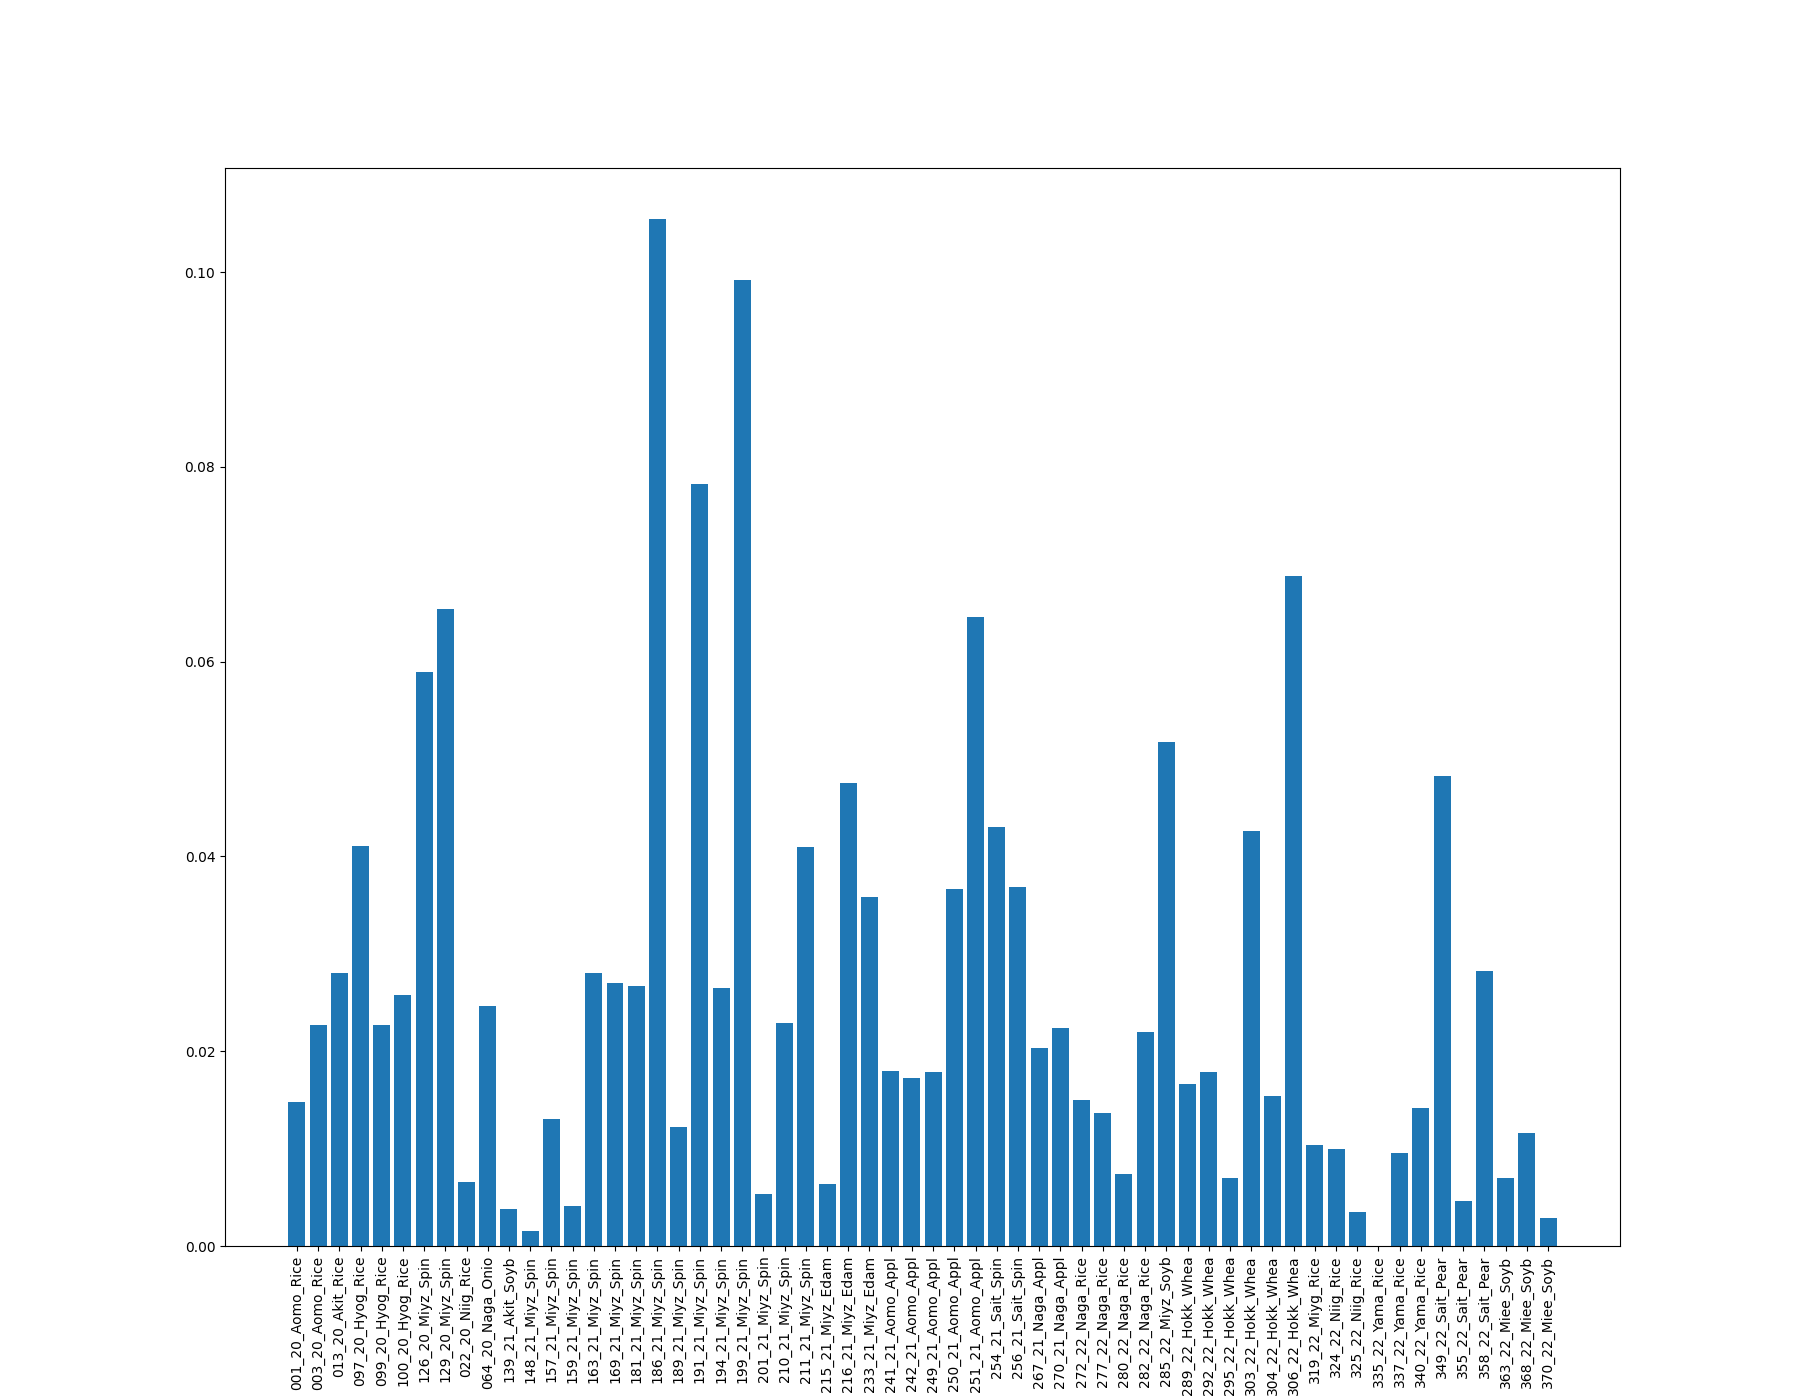 0.10
0.08
0.06
0.04
0.02
0.00
001_20_Aomo_Rice
003_20_Aomo_Rice
013_20_Akit_Rice
097_20_Hyog_Rice
099_20_Hyog_Rice
100_20_Hyog_Rice
126_20_Miyz_Spin
129_20_Miyz_Spin
022_20_Niig_Rice
064_20_Naga_Onio
139_21_Akit_Soyb
148_21_Miyz_Spin
157_21_Miyz_Spin
159_21_Miyz_Spin
163_21_Miyz_Spin
169_21_Miyz_Spin
181_21_Miyz_Spin
186_21_Miyz_Spin
189_21_Miyz_Spin
191_21_Miyz_Spin
194_21_Miyz_Spin
199_21_Miyz_Spin
201_21_Miyz_Spin
210_21_Miyz_Spin
211_21_Miyz_Spin
215_21_Miyz_Edam
216_21_Miyz_Edam
233_21_Miyz_Edam
241_21_Aomo_Appl
242_21_Aomo_Appl
249_21_Aomo_Appl
250_21_Aomo_Appl
251_21_Aomo_Appl
254_21_Sait_Spin
256_21_Sait_Spin
267_21_Naga_Appl
270_21_Naga_Appl
272_22_Naga_Rice
277_22_Naga_Rice
280_22_Naga_Rice
282_22_Naga_Rice
285_22_Miyz_Soyb
289_22_Hokk_Whea
292_22_Hokk_Whea
295_22_Hokk_Whea
303_22_Hokk_Whea
304_22_Hokk_Whea
306_22_Hokk_Whea
319_22_Miyg_Rice
324_22_Niig_Rice
325_22_Niig_Rice
335_22_Yama_Rice
337_22_Yama_Rice
340_22_Yama_Rice
349_22_Sait_Pear
355_22_Sait_Pear
358_22_Sait_Pear
363_22_Miee_Soyb
368_22_Miee_Soyb
370_22_Miee_Soyb